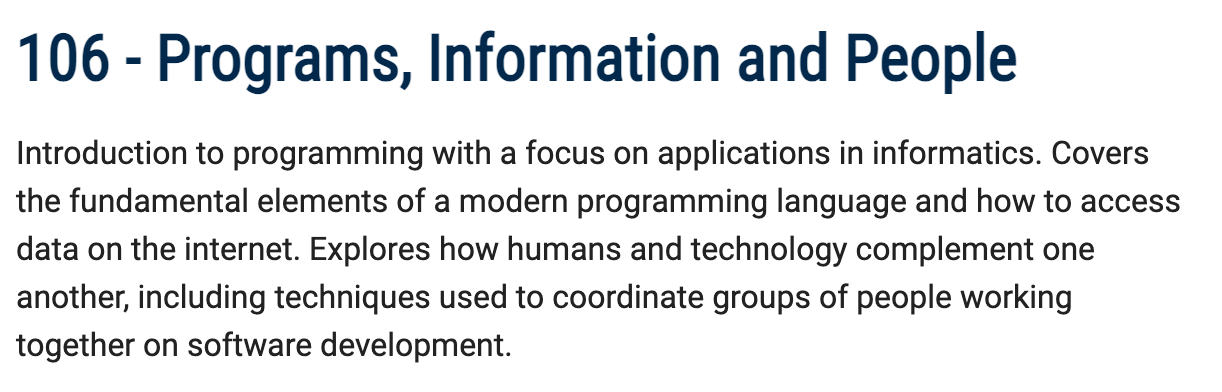 106 - Programs, Information and People
Introduction to programming with a focus on applications in informatics. Covers
the fundamental elements of a modern programming language and how to access
data on the internet. Explores how humans and technology complement one
another, including techniques used to coordinate groups of people working
together on software development.